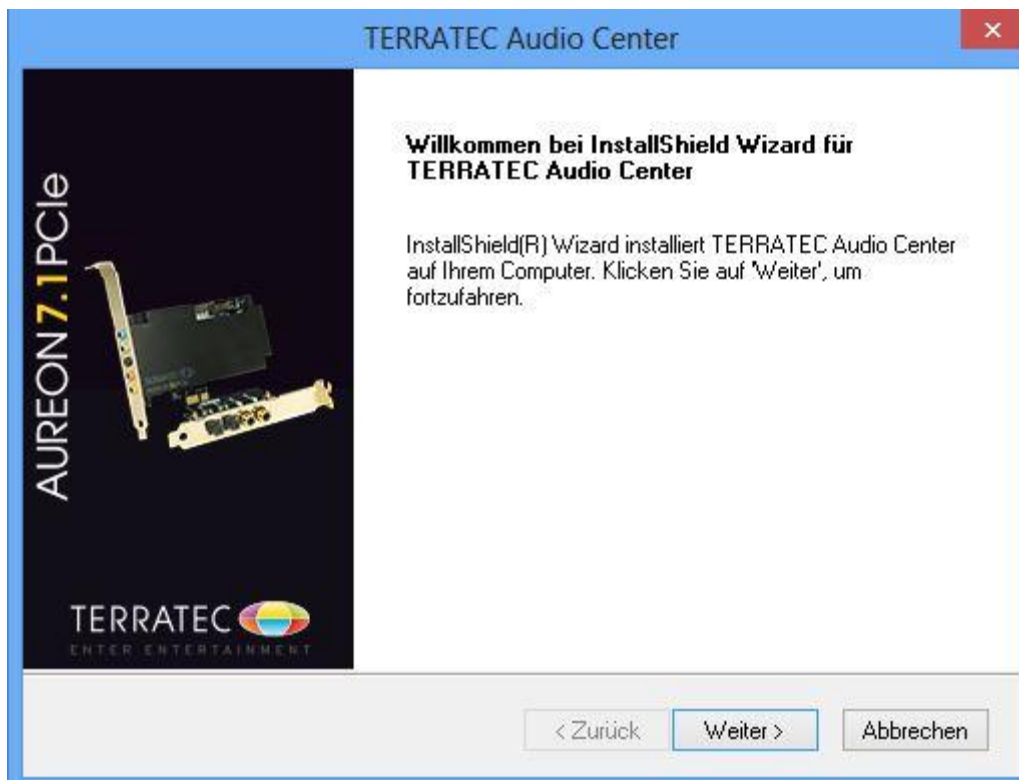 TERRATEC Audio Center
AUREON 7.1 PCIe
TERRATEC
ENTER ENTERTAINMENT
Willkommen bei InstallShield Wizard für
TERRATEC Audio Center
InstallShield(R) Wizard installiert TERRATEC Audio Center
auf Ihrem Computer. Klicken Sie auf 'Weiter', um
fortzufahren.
< Zurück
Weiter >
Abbrechen